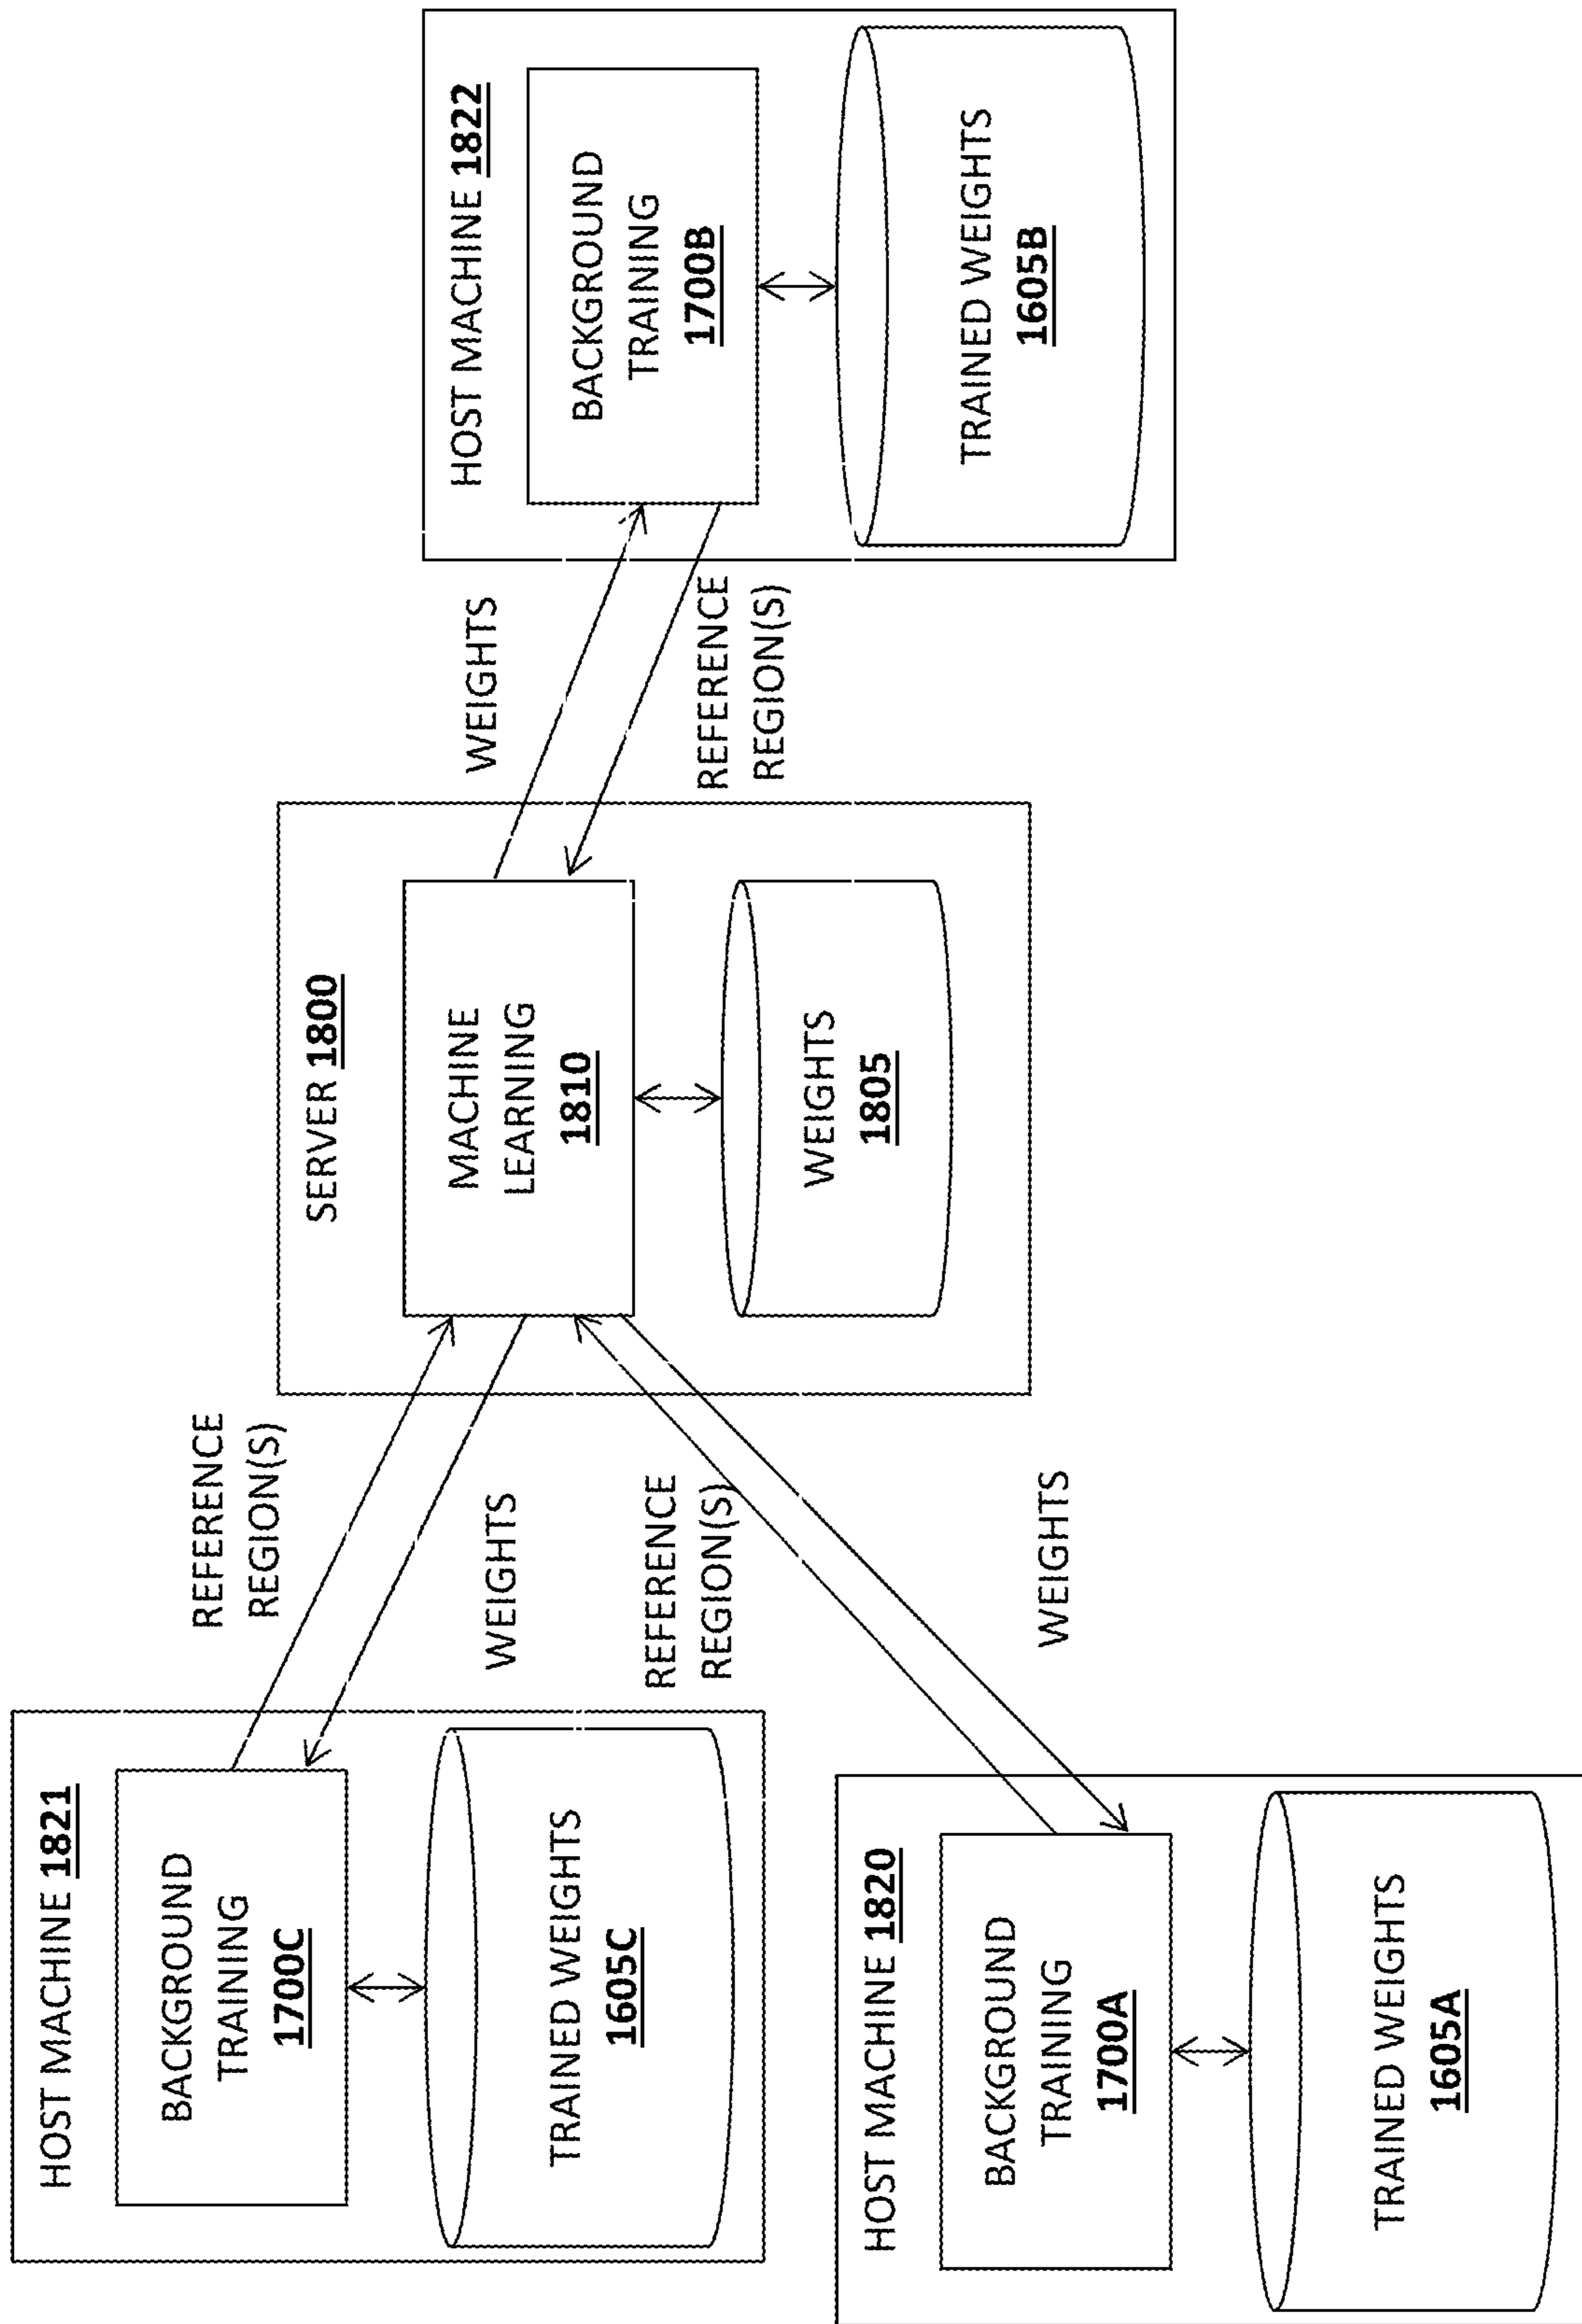 HOST MACHINE 1821
BACKGROUND
TRAINING
1700C
TRAINED WEIGHTS
1605C
REFERENCE
REGION(S)
WEIGHTS
HOST MACHINE 1820
BACKGROUND
TRAINING
1700A
TRAINED WEIGHTS
1605A
REFERENCE
REGION(S)
WEIGHTS
SERVER 1800
MACHINE
LEARNING
1810
WEIGHTS
1805
WEIGHTS
REFERENCE
REGION(S)
HOST MACHINE 1822
BACKGROUND
TRAINING
1700B
TRAINED WEIGHTS
1605B